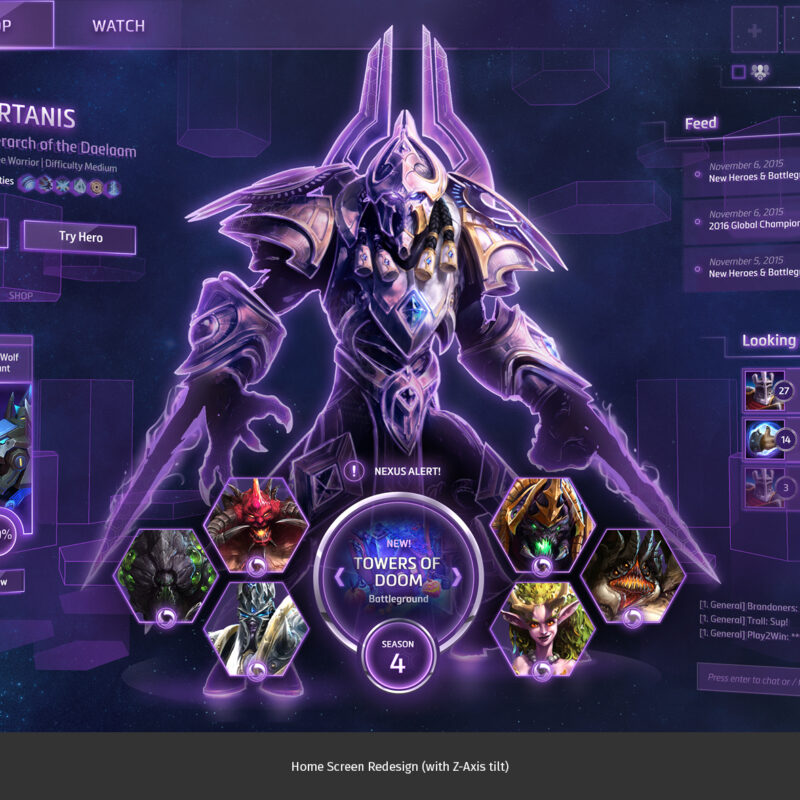 OP
WATCH
RTANIS
rarch of the Daelaam
e Warrior | Difficulty Medium
ties
Try Hero
SHOP
Wolf
nt
%
w
Feed
November 6, 2015
New Heroes & Battlegr
November 6, 2015
2016 Global Champion
November 5, 2015
New Heroes & Battlegr
Looking
27
14
3
! NEXUS ALERT!
NEW!
TOWERS OF
DOOM
Battleground
SEASON
4
[1. General] Brandoners:
[1. General] Troll: Sup!
[1. General] Play2Win: **
Press enter to chat or /
Home Screen Redesign (with Z-Axis tilt)